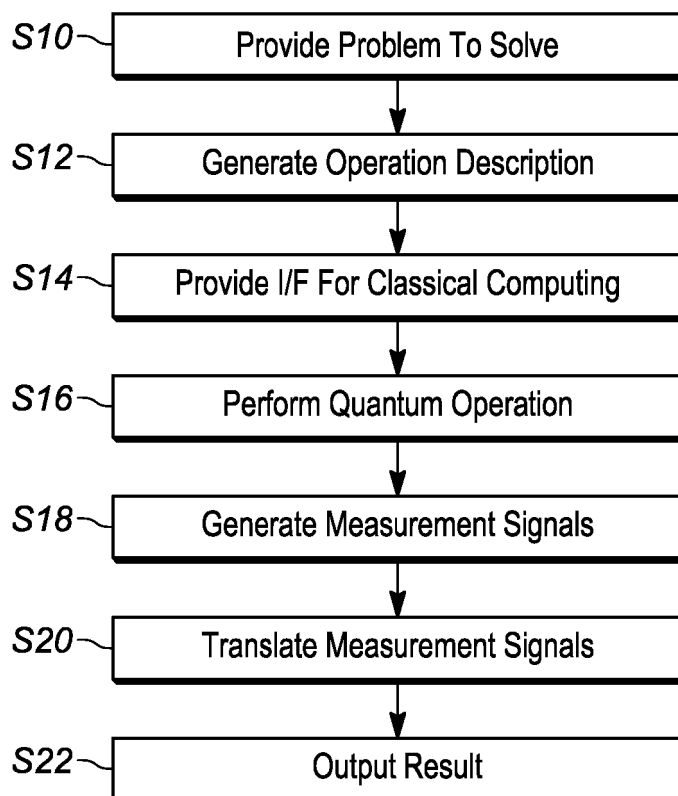 S10 Provide Problem To Solve
S12 Generate Operation Description
S14 Provide I/F For Classical Computing
S16 Perform Quantum Operation
S18 Generate Measurement Signals
S20 Translate Measurement Signals
S22 Output Result